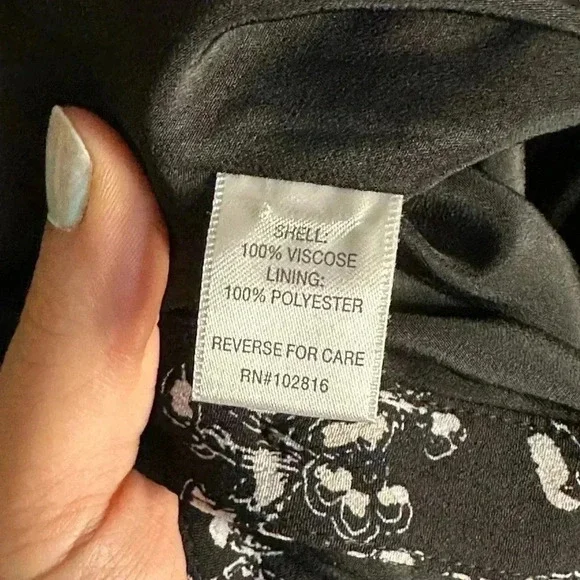 SHELL:
100% VISCOSE
LINING:
100% POLYESTER
REVERSE FOR CARE
RN#102816